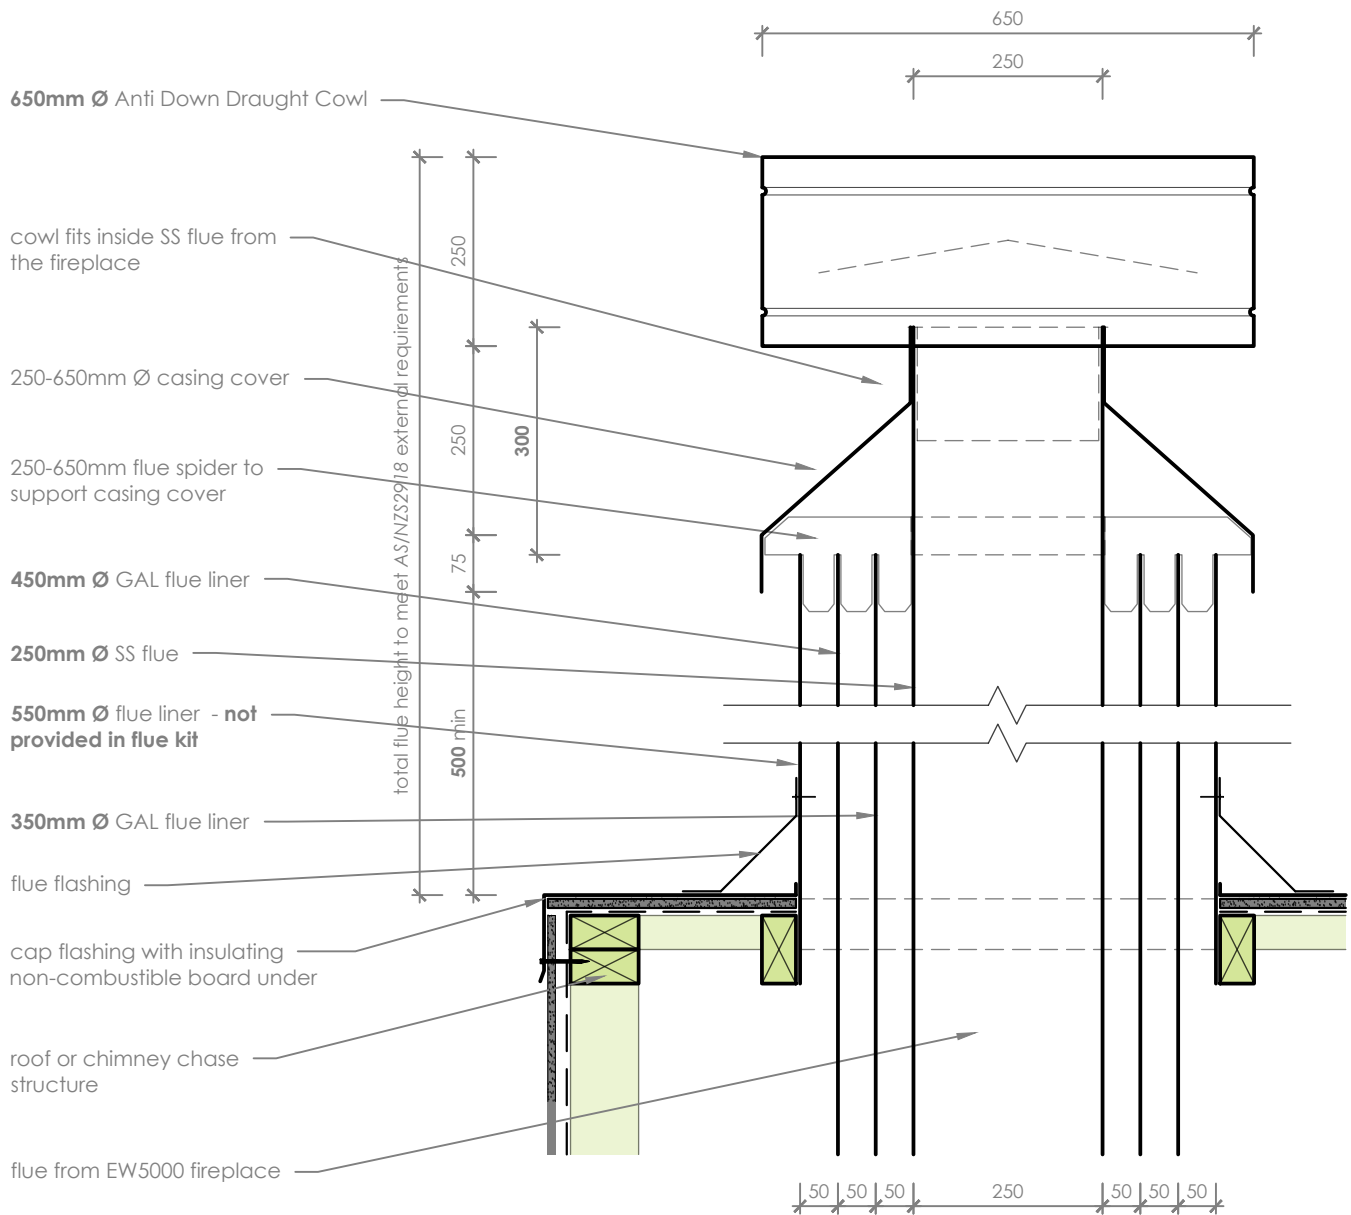 650
250
650mm Ø Anti Down Draught Cowl
cowl fits inside SS flue from
the fireplace
250
total flue height to meet AS/NZS2918 external requirements
250-650mm Ø casing cover
250
300
250-650mm flue spider to
support casing cover
75
450mm Ø GAL flue liner
250mm Ø SS flue
550mm Ø flue liner - not
provided in flue kit
500 min
350mm Ø GAL flue liner
flue flashing
cap flashing with insulating
non-combustible board under
roof or chimney chase
structure
flue from EW5000 fireplace
50 50 50 250 50 50 50